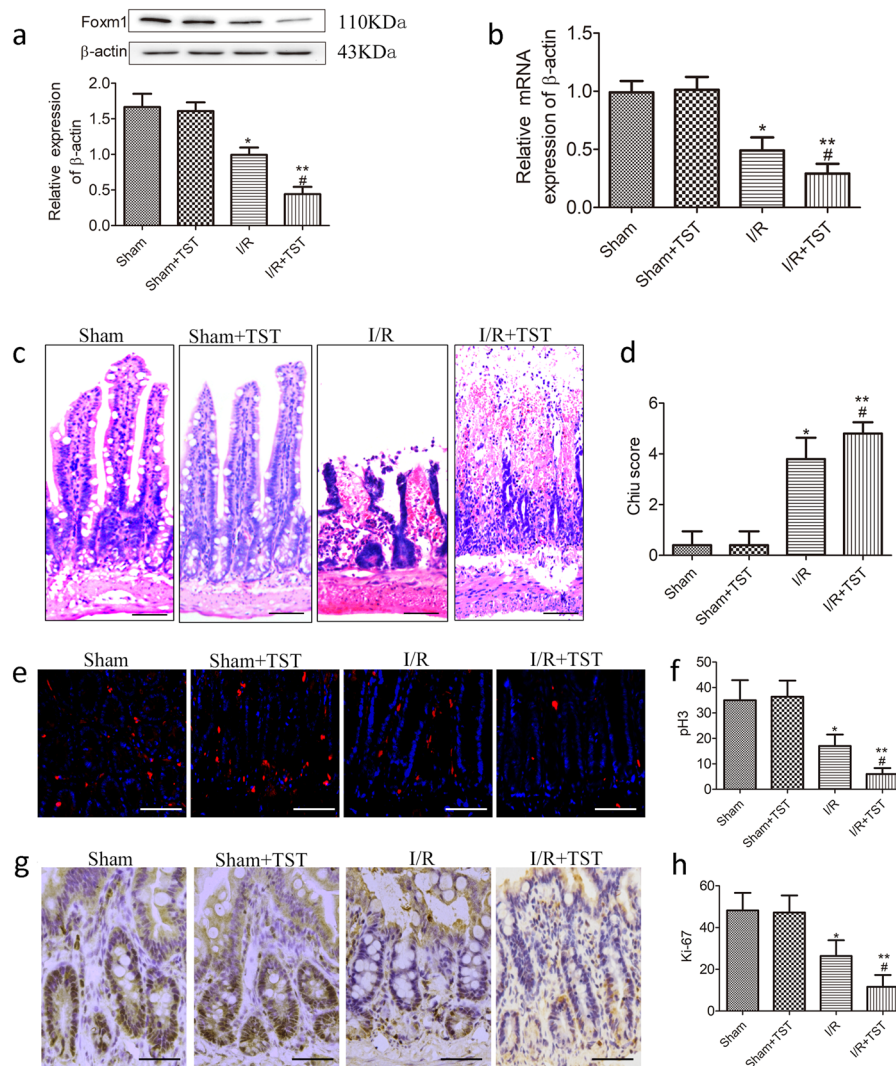 a
Foxm1
110KDa
β-actin
43KDa
Relative expression
of β-actin
2.0
1.5
1.0
0.5
0.0
*
**
#
Sham
Sham+TST
I/R
I/R+TST
b
Relative mRNA
expression of β-actin
1.5
1.0
0.5
0.0
*
**
#
Sham
Sham+TST
I/R
I/R+TST
c
Sham
Sham+TST
I/R
I/R+TST
d
Chiu score
6
4
2
0
*
**
#
Sham
Sham+TST
I/R
I/R+TST
e
Sham
Sham+TST
I/R
I/R+TST
f
pH3
40
30
20
10
0
*
**
#
Sham
Sham+TST
I/R
I/R+TST
g
Sham
Sham+TST
I/R
I/R+TST
h
Ki-67
60
40
20
0
*
**
#
Sham
Sham+TST
I/R
I/R+TST